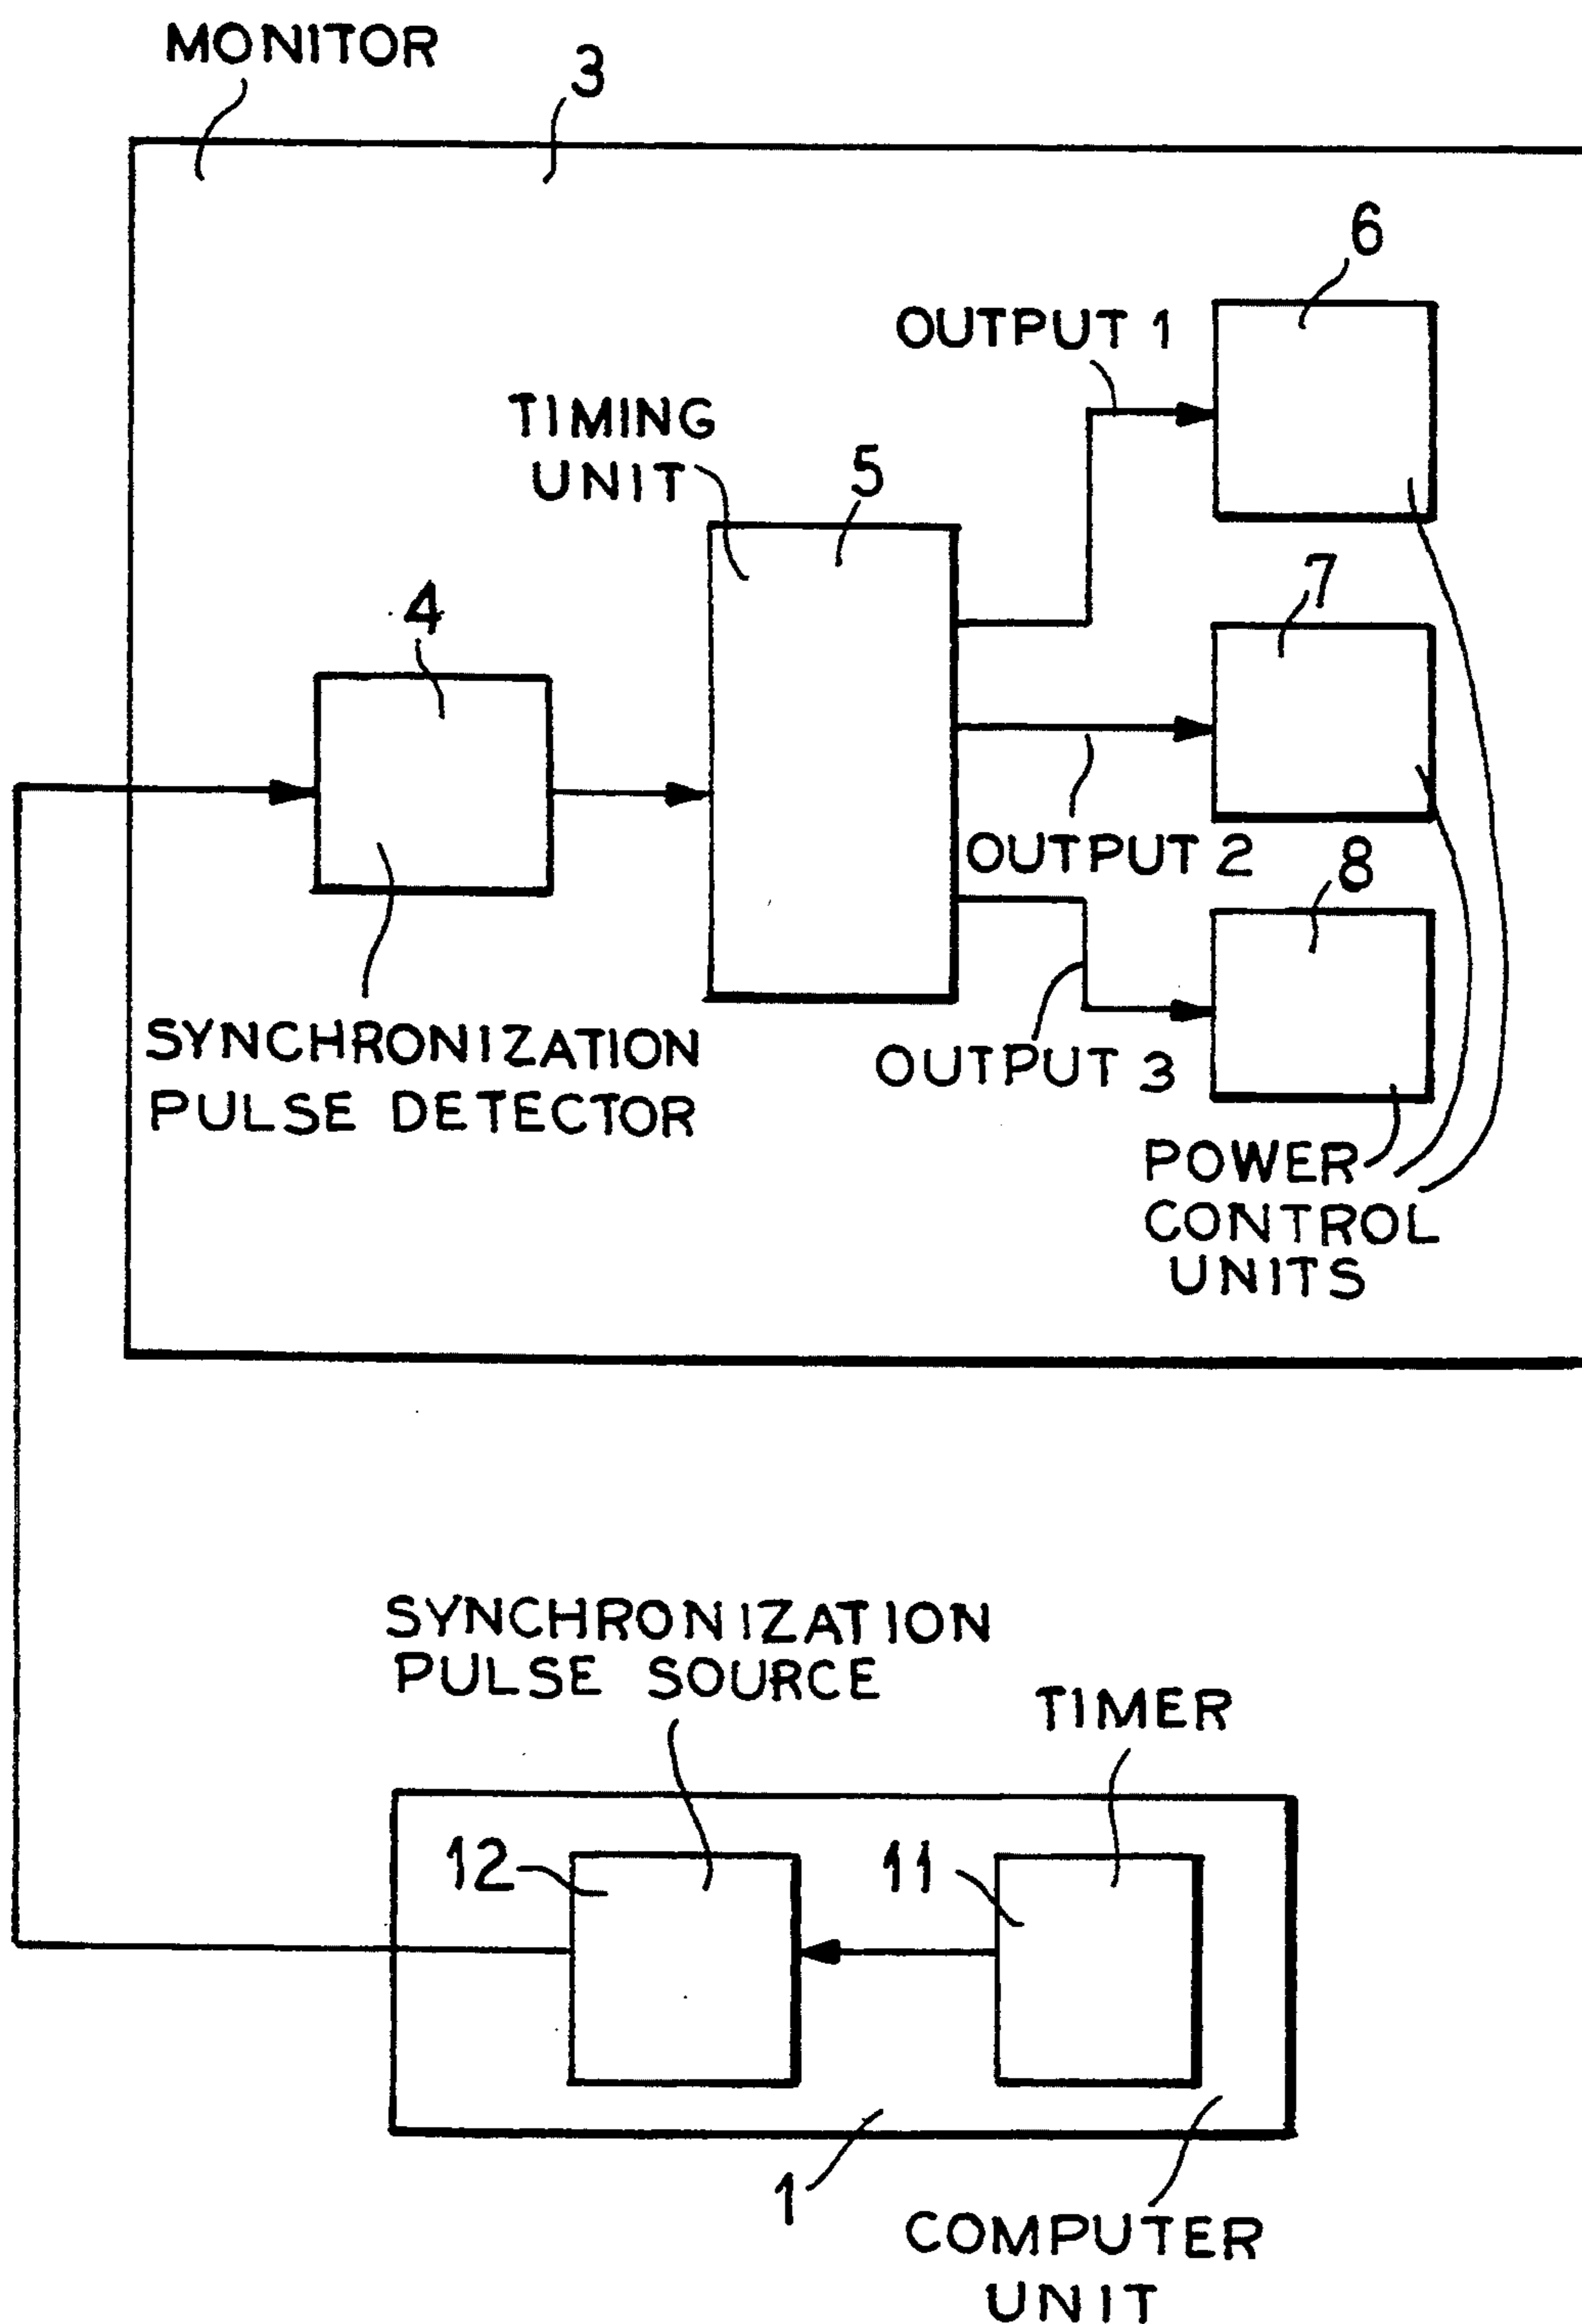 MONITOR
3
6
OUTPUT 1
TIMING
UNIT
5
7
4
OUTPUT 2
8
SYNCHRONIZATION
PULSE DETECTOR
OUTPUT 3
POWER
CONTROL
UNITS
SYNCHRONIZATION
PULSE SOURCE
TIMER
12
11
1
COMPUTER
UNIT